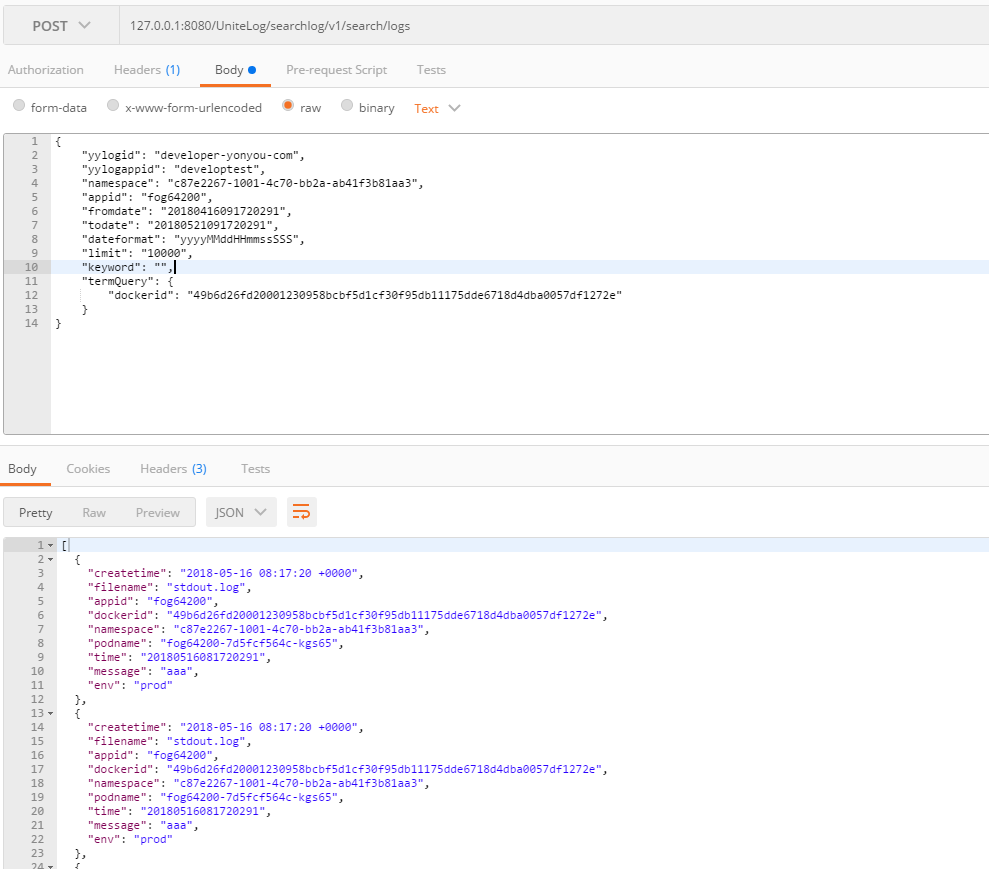 POST 127.0.0.1:8080/UniteLog/searchlog/v1/search/logs
Authorization Headers (1) Body Pre-request Script Tests
form-data x-www-form-urlencoded raw binary Text
1 {
2 "yylogid": "developer-yonyou-com",
3 "yylogappid": "developtest",
4 "namespace": "c87e2267-1001-4c70-bb2a-ab41f3b81aa3",
5 "appid": "fog64200",
6 "fromdate": "20180416091720291",
7 "todate": "20180521091720291",
8 "dateformat": "yyyyMMddHHmmssSSS",
9 "limit": "10000",
10 "keyword": "",
11 "termQuery": {
12 "dockerid": "49b6d26fd20001230958bcbf5d1cf30f95db11175dde6718d4dba0057df1272e"
13 }
14 }
Body Cookies Headers (3) Tests
Pretty Raw Preview JSON
1 [
2 {
3 "createtime": "2018-05-16 08:17:20 +0000",
4 "filename": "stdout.log",
5 "appid": "fog64200",
6 "dockerid": "49b6d26fd20001230958bcbf5d1cf30f95db11175dde6718d4dba0057df1272e",
7 "namespace": "c87e2267-1001-4c70-bb2a-ab41f3b81aa3",
8 "podname": "fog64200-7d5fcf564c-kgs65",
9 "time": "20180516081720291",
10 "message": "aaa",
11 "env": "prod"
12 },
13 {
14 "createtime": "2018-05-16 08:17:20 +0000",
15 "filename": "stdout.log",
16 "appid": "fog64200",
17 "dockerid": "49b6d26fd20001230958bcbf5d1cf30f95db11175dde6718d4dba0057df1272e",
18 "namespace": "c87e2267-1001-4c70-bb2a-ab41f3b81aa3",
19 "podname": "fog64200-7d5fcf564c-kgs65",
20 "time": "20180516081720291",
21 "message": "aaa",
22 "env": "prod"
23 },
24 {